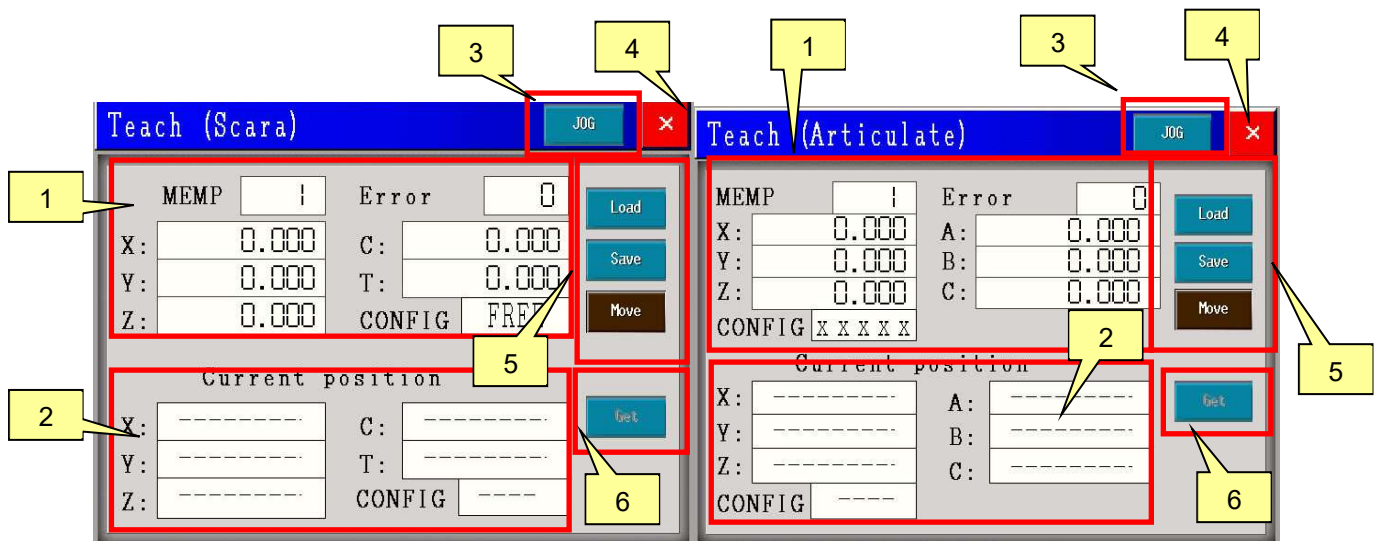 3
4
1
3
4
Teach (Scara)
JOG
×
Teach (Articulate)
JOG
×
1
MEMP 1 Error 0
X: 0.000 C: 0.000
Y: 0.000 T: 0.000
Z: 0.000 CONFIG FREE
Load
Save
Move
5
MEMP 1 Error 0
X: 0.000 A: 0.000
Y: 0.000 B: 0.000
Z: 0.000 C: 0.000
CONFIG X X X X X
Load
Save
Move
2
5
Current position
2
X: -------- C: --------
Y: -------- T: --------
Z: -------- CONFIG ----
Get
6
Current position
X: -------- A: --------
Y: -------- B: --------
Z: -------- C: --------
CONFIG ----
Get
6